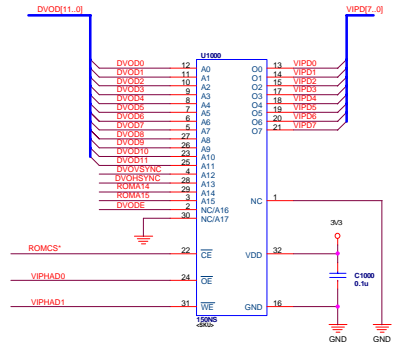 DVOD[11..0]
VIPD[7..0]
U1000
DVOD0 12 A0 O0 13 VIPD0
DVOD1 11 A1 O1 14 VIPD1
DVOD2 10 A2 O2 15 VIPD2
DVOD3 9 A3 O3 17 VIPD3
DVOD4 8 A4 O4 18 VIPD4
DVOD5 7 A5 O5 19 VIPD5
DVOD6 6 A6 O6 20 VIPD6
DVOD7 5 A7 O7 21 VIPD7
DVOD8 27 A8
DVOD9 26 A9
DVOD10 23 A10
DVOD11 25 A11
DVOVSYNC 4 A12
DVOHSYNC 28 A13
ROMA14 29 A14
ROMA15 3 A15 NC 1
DVODE 2 NC/A16
30 NC/A17
3V3
ROMCS* 22 CE VDD 32
C1000
0.1u
VIPHAD0 24 OE
VIPHAD1 31 WE GND 16
150NS
<SKU>
GND GND